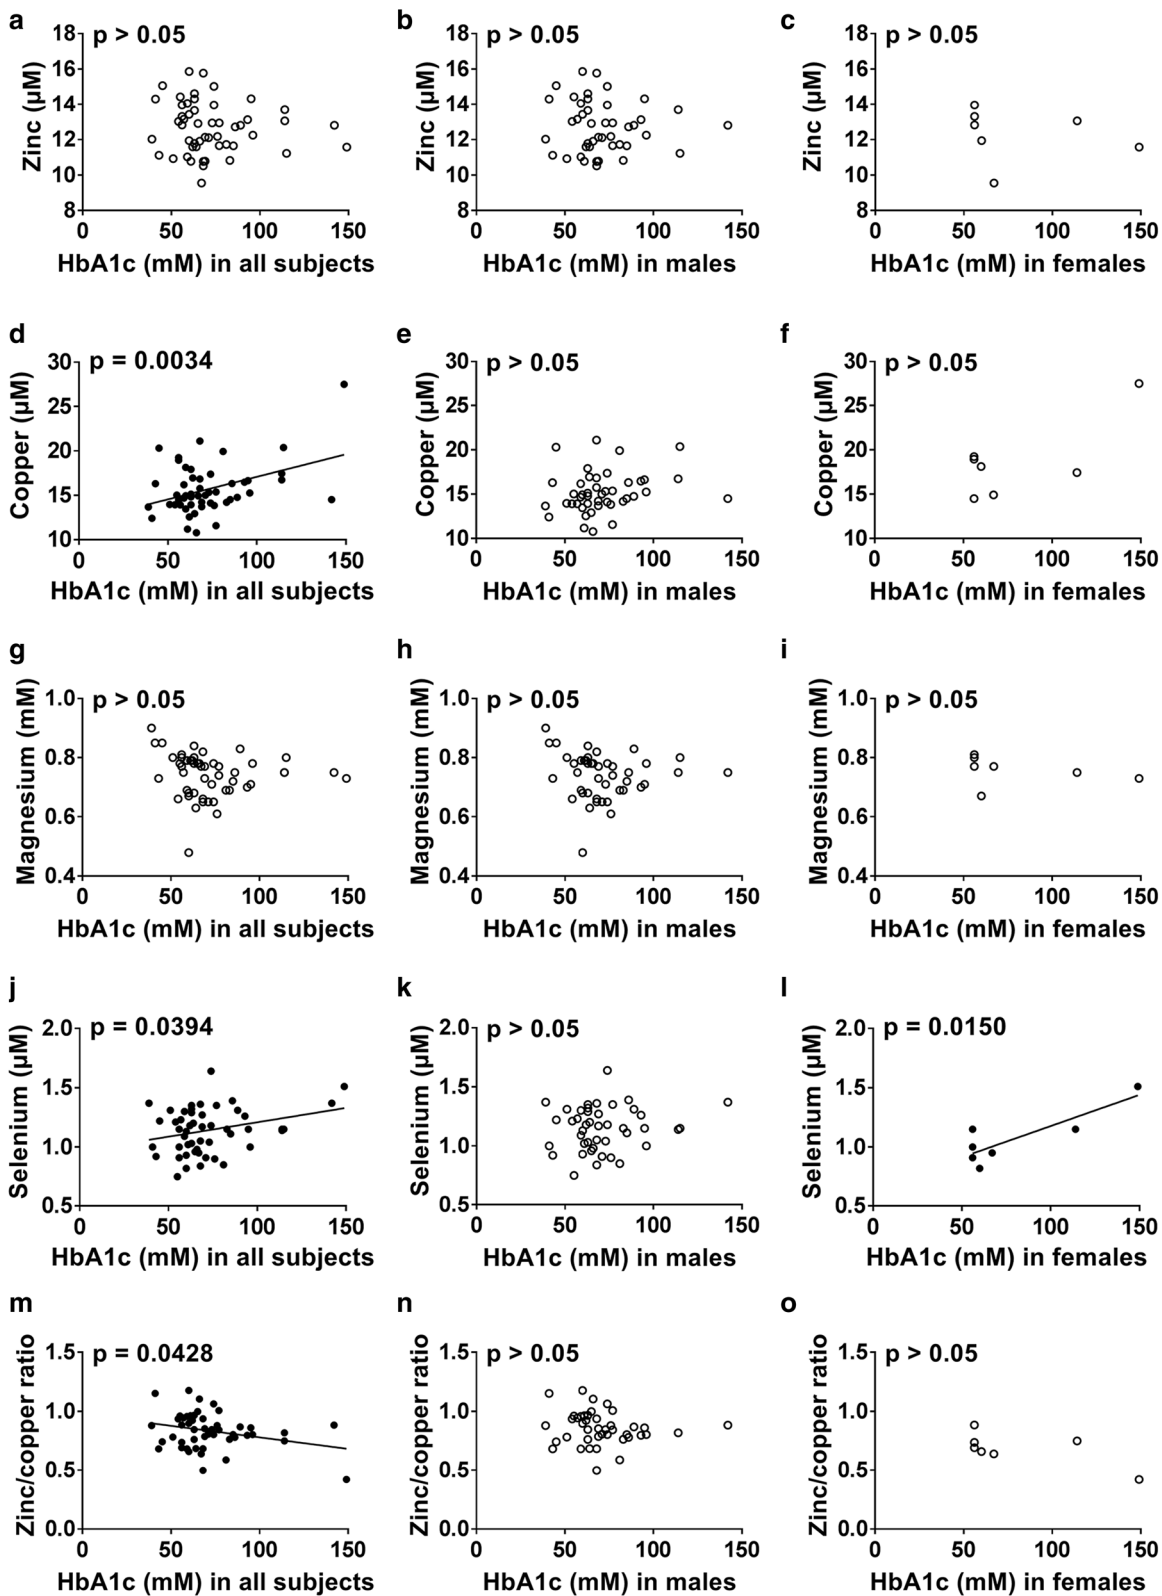 a
b
c
p > 0.05
p > 0.05
p > 0.05
Zinc (µM)
18
16
14
12
10
8
0
50
100
150
HbA1c (mM) in all subjects
Zinc (µM)
18
16
14
12
10
8
0
50
100
150
HbA1c (mM) in males
Zinc (µM)
18
16
14
12
10
8
0
50
100
150
HbA1c (mM) in females
d
e
f
p = 0.0034
p > 0.05
p > 0.05
Copper (µM)
30
25
20
15
10
0
50
100
150
HbA1c (mM) in all subjects
Copper (µM)
30
25
20
15
10
0
50
100
150
HbA1c (mM) in males
Copper (µM)
30
25
20
15
10
0
50
100
150
HbA1c (mM) in females
g
h
i
p > 0.05
p > 0.05
p > 0.05
Magnesium (mM)
1.0
0.8
0.6
0.4
0
50
100
150
HbA1c (mM) in all subjects
Magnesium (mM)
1.0
0.8
0.6
0.4
0
50
100
150
HbA1c (mM) in males
Magnesium (mM)
1.0
0.8
0.6
0.4
0
50
100
150
HbA1c (mM) in females
j
k
l
p = 0.0394
p > 0.05
p = 0.0150
Selenium (µM)
2.0
1.5
1.0
0.5
0
50
100
150
HbA1c (mM) in all subjects
Selenium (µM)
2.0
1.5
1.0
0.5
0
50
100
150
HbA1c (mM) in males
Selenium (µM)
2.0
1.5
1.0
0.5
0
50
100
150
HbA1c (mM) in females
m
n
o
p = 0.0428
p > 0.05
p > 0.05
Zinc/copper ratio
1.5
1.0
0.5
0.0
0
50
100
150
HbA1c (mM) in all subjects
Zinc/copper ratio
1.5
1.0
0.5
0.0
0
50
100
150
HbA1c (mM) in males
Zinc/copper ratio
1.5
1.0
0.5
0.0
0
50
100
150
HbA1c (mM) in females